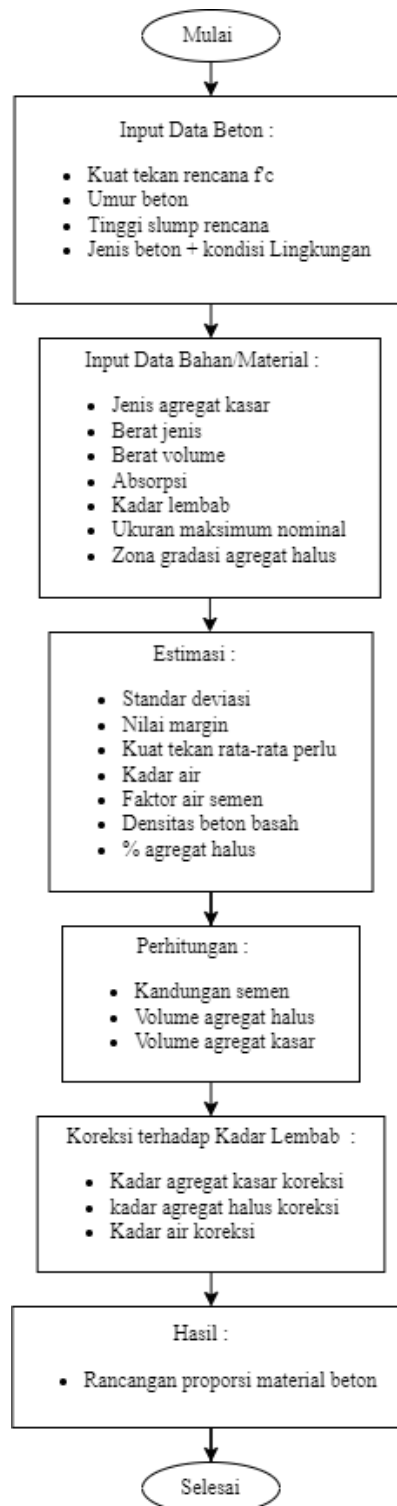 Mulai
Input Data Beton :
• Kuat tekan rencana f'c
• Umur beton
• Tinggi slump rencana
• Jenis beton + kondisi Lingkungan
Input Data Bahan/Material :
• Jenis agregat kasar
• Berat jenis
• Berat volume
• Absorpsi
• Kadar lembab
• Ukuran maksimum nominal
• Zona gradasi agregat halus
Estimasi :
• Standar deviasi
• Nilai margin
• Kuat tekan rata-rata perlu
• Kadar air
• Faktor air semen
• Densitas beton basah
• % agregat halus
Perhitungan :
• Kandungan semen
• Volume agregat halus
• Volume agregat kasar
Koreksi terhadap Kadar Lembab :
• Kadar agregat kasar koreksi
• kadar agregat halus koreksi
• Kadar air koreksi
Hasil :
• Rancangan proporsi material beton
Selesai